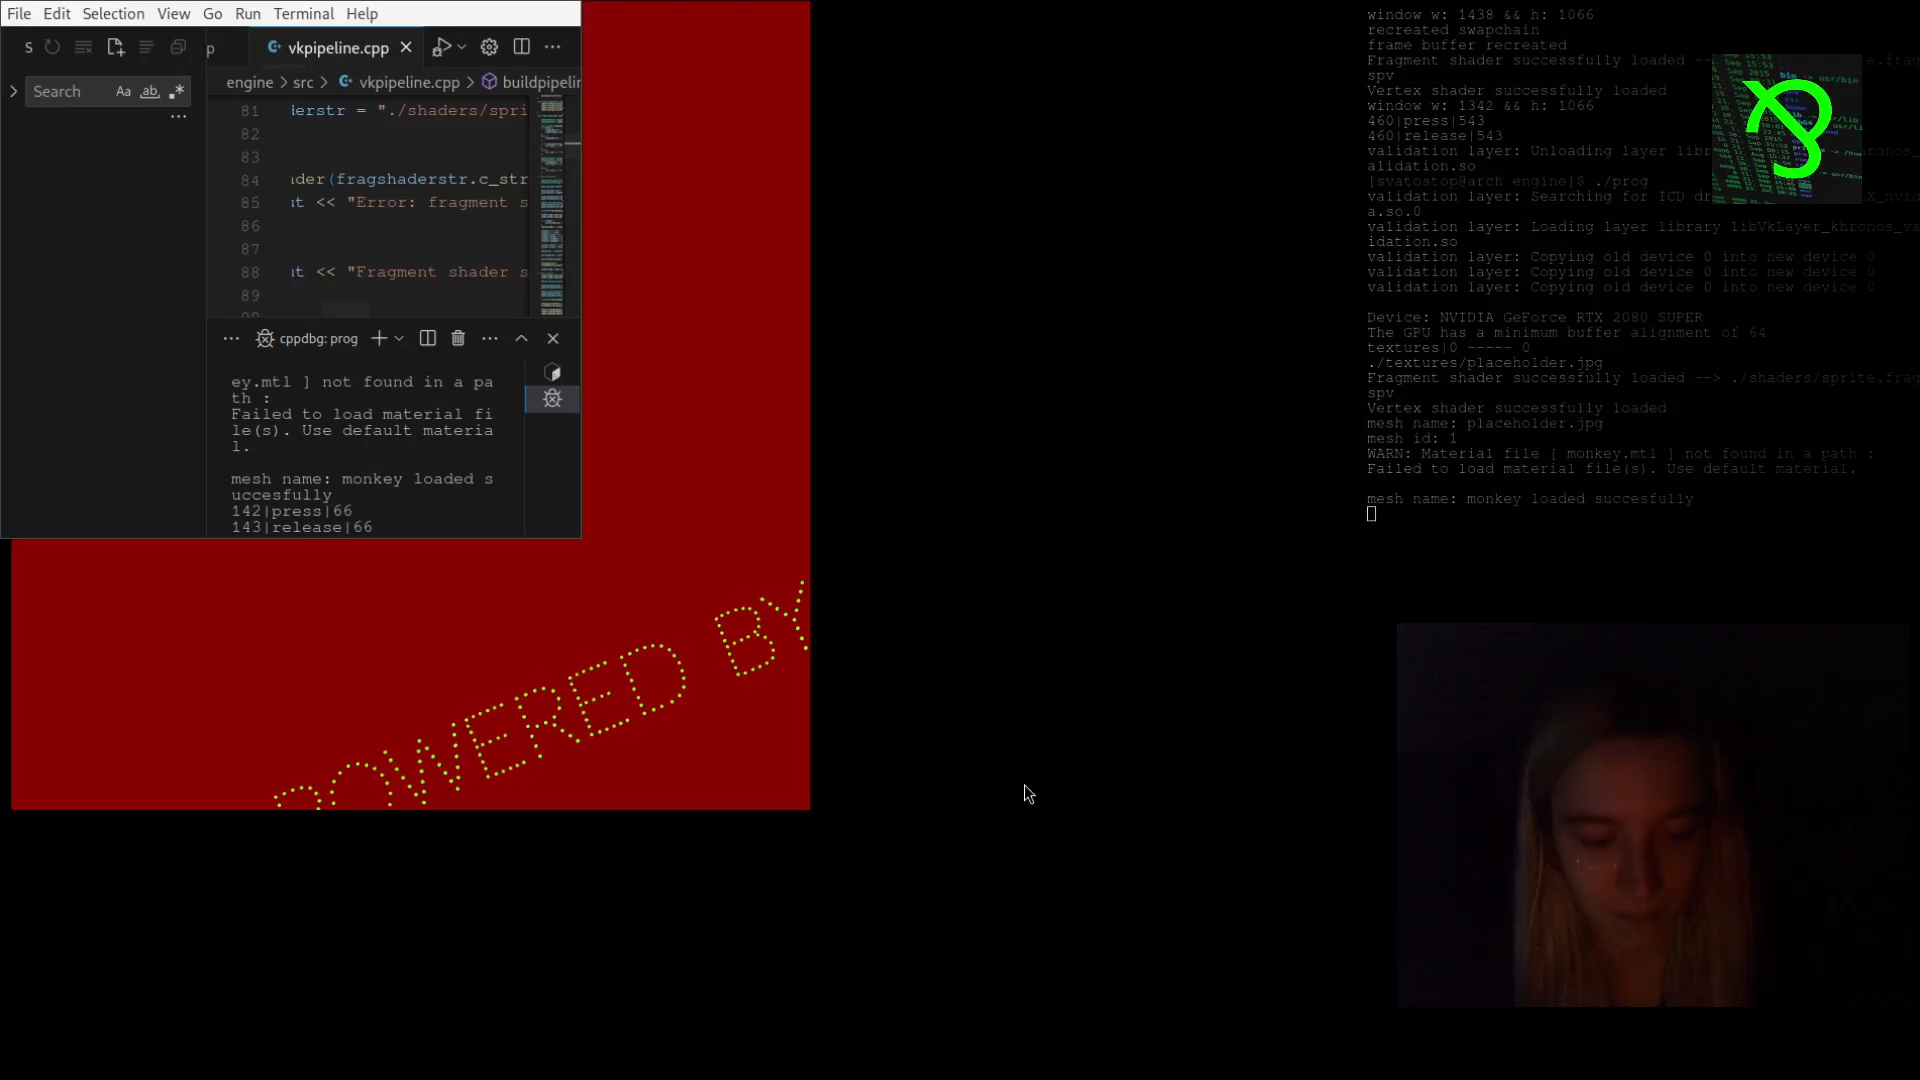 File Edit Selection View Go Run Terminal Help
S
vkpipeline.cpp
engine > src > vkpipeline.cpp > buildpipelin
Search Aa ab
81 derstr = "./shaders/spri
82
83
84 der(fragshaderstr.c_str
85 ut << "Error: fragment s
86
87
88 ut << "Fragment shader s
89
cppdbg: prog
ey.mtl ] not found in a pa
th :
Failed to load material fi
le(s). Use default materia
l.
mesh name: monkey loaded s
uccesfully
142|press|66
143|release|66
POWERED BY
window w: 1438 && h: 1066
recreated swapchain
frame buffer recreated
Fragment shader successfully loaded --
spv
Vertex shader successfully loaded
window w: 1342 && h: 1066
460|press|543
460|release|543
validation layer: Unloading layer
alidation.so
[svatostop@arch engine]$ ./prog
validation layer: Searching for ICD
a.so.0
validation layer: Loading layer library libVkLayer_khronos_va
idation.so
validation layer: Copying old device 0 into new device 0
validation layer: Copying old device 0 into new device 0
validation layer: Copying old device 0 into new device 0
Device: NVIDIA GeForce RTX 2080 SUPER
The GPU has a minimum buffer alignment of 64
textures|0 ----- 0
./textures/placeholder.jpg
Fragment shader successfully loaded --> ./shaders/sprite.frag
spv
Vertex shader successfully loaded
mesh name: placeholder.jpg
mesh id: 1
WARN: Material file [ monkey.mtl ] not found in a path :
Failed to load material file(s). Use default material.
mesh name: monkey loaded succesfully